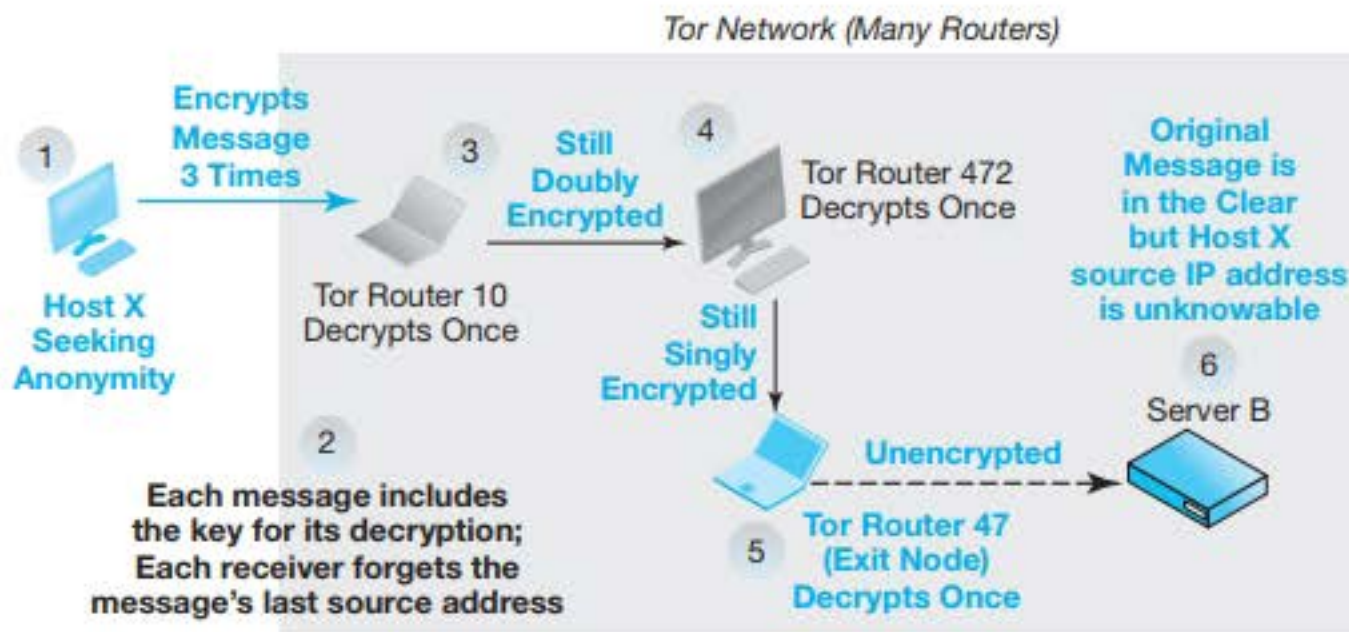 Tor Network (Many Routers)
1
Encrypts
Message
3 Times
Host X
Seeking
Anonymity
2
Each message includes
the key for its decryption;
Each receiver forgets the
message's last source address
3
Tor Router 10
Decrypts Once
Still
Doubly
Encrypted
4
Tor Router 472
Decrypts Once
Still
Singly
Encrypted
5
Tor Router 47
(Exit Node)
Decrypts Once
Unencrypted
Original
Message is
in the Clear
but Host X
source IP address
is unknowable
6
Server B